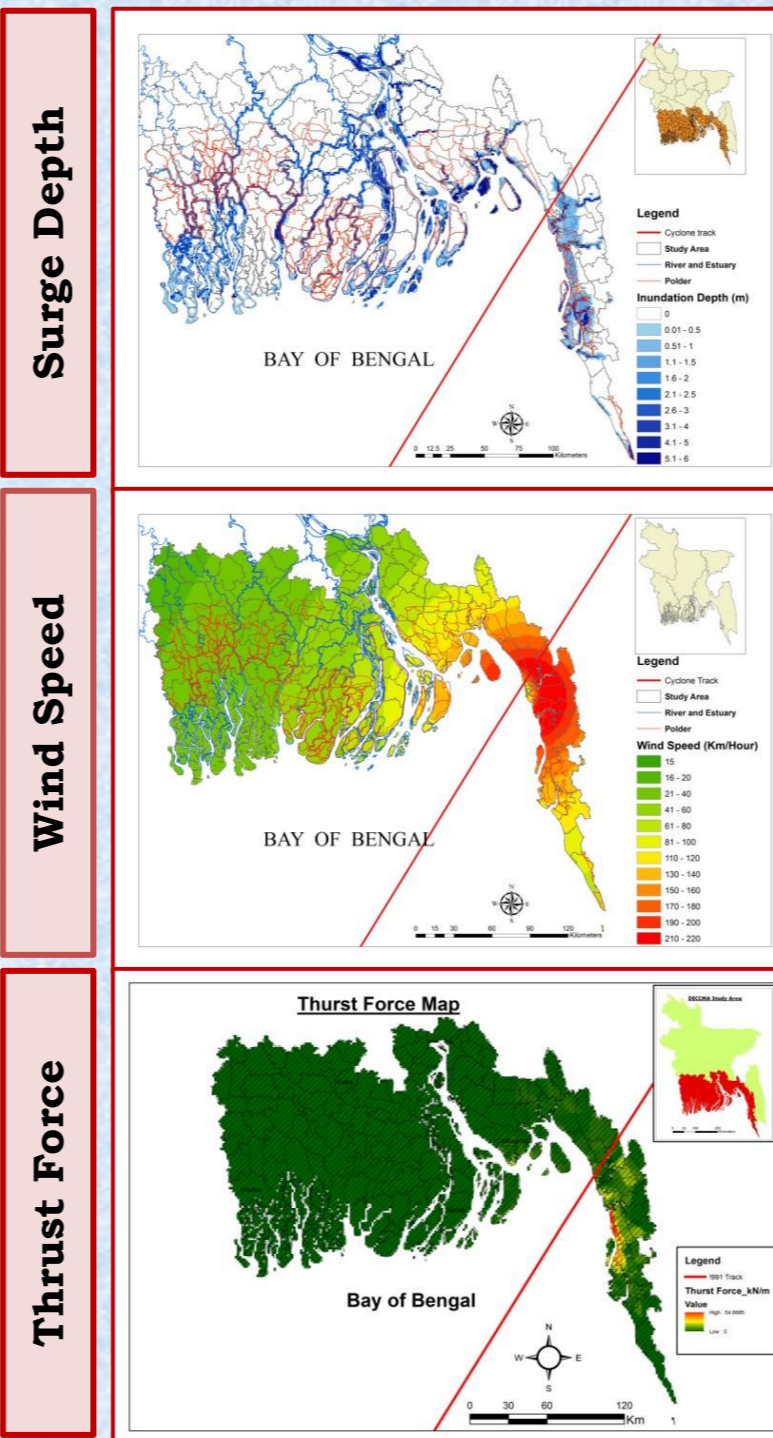 Surge Depth
BAY OF BENGAL
N
W
E
S
0 12.5 25 50 75 100
Kilometers
Legend
Cyclone track
Study Area
River and Estuary
Polder
Inundation Depth (m)
0
0.01 - 0.5
0.51 - 1
1.1 - 1.5
1.6 - 2
2.1 - 2.5
2.6 - 3
3.1 - 4
4.1 - 5
5.1 - 6
Wind Speed
BAY OF BENGAL
N
W
E
S
0 15 30 60 90 120
Kilometers
Legend
Cyclone Track
Study Area
River and Estuary
Polder
Wind Speed (Km/Hour)
15
16 - 20
21 - 40
41 - 60
61 - 80
81 - 100
110 - 120
130 - 140
150 - 160
170 - 180
190 - 200
210 - 220
Thrust Force
Thurst Force Map
DECCMA Study Area
Bay of Bengal
N
W
E
S
0 30 60 120
Km
Legend
1991 Track
Thurst Force_kN/m
Value
High :
Low : 0